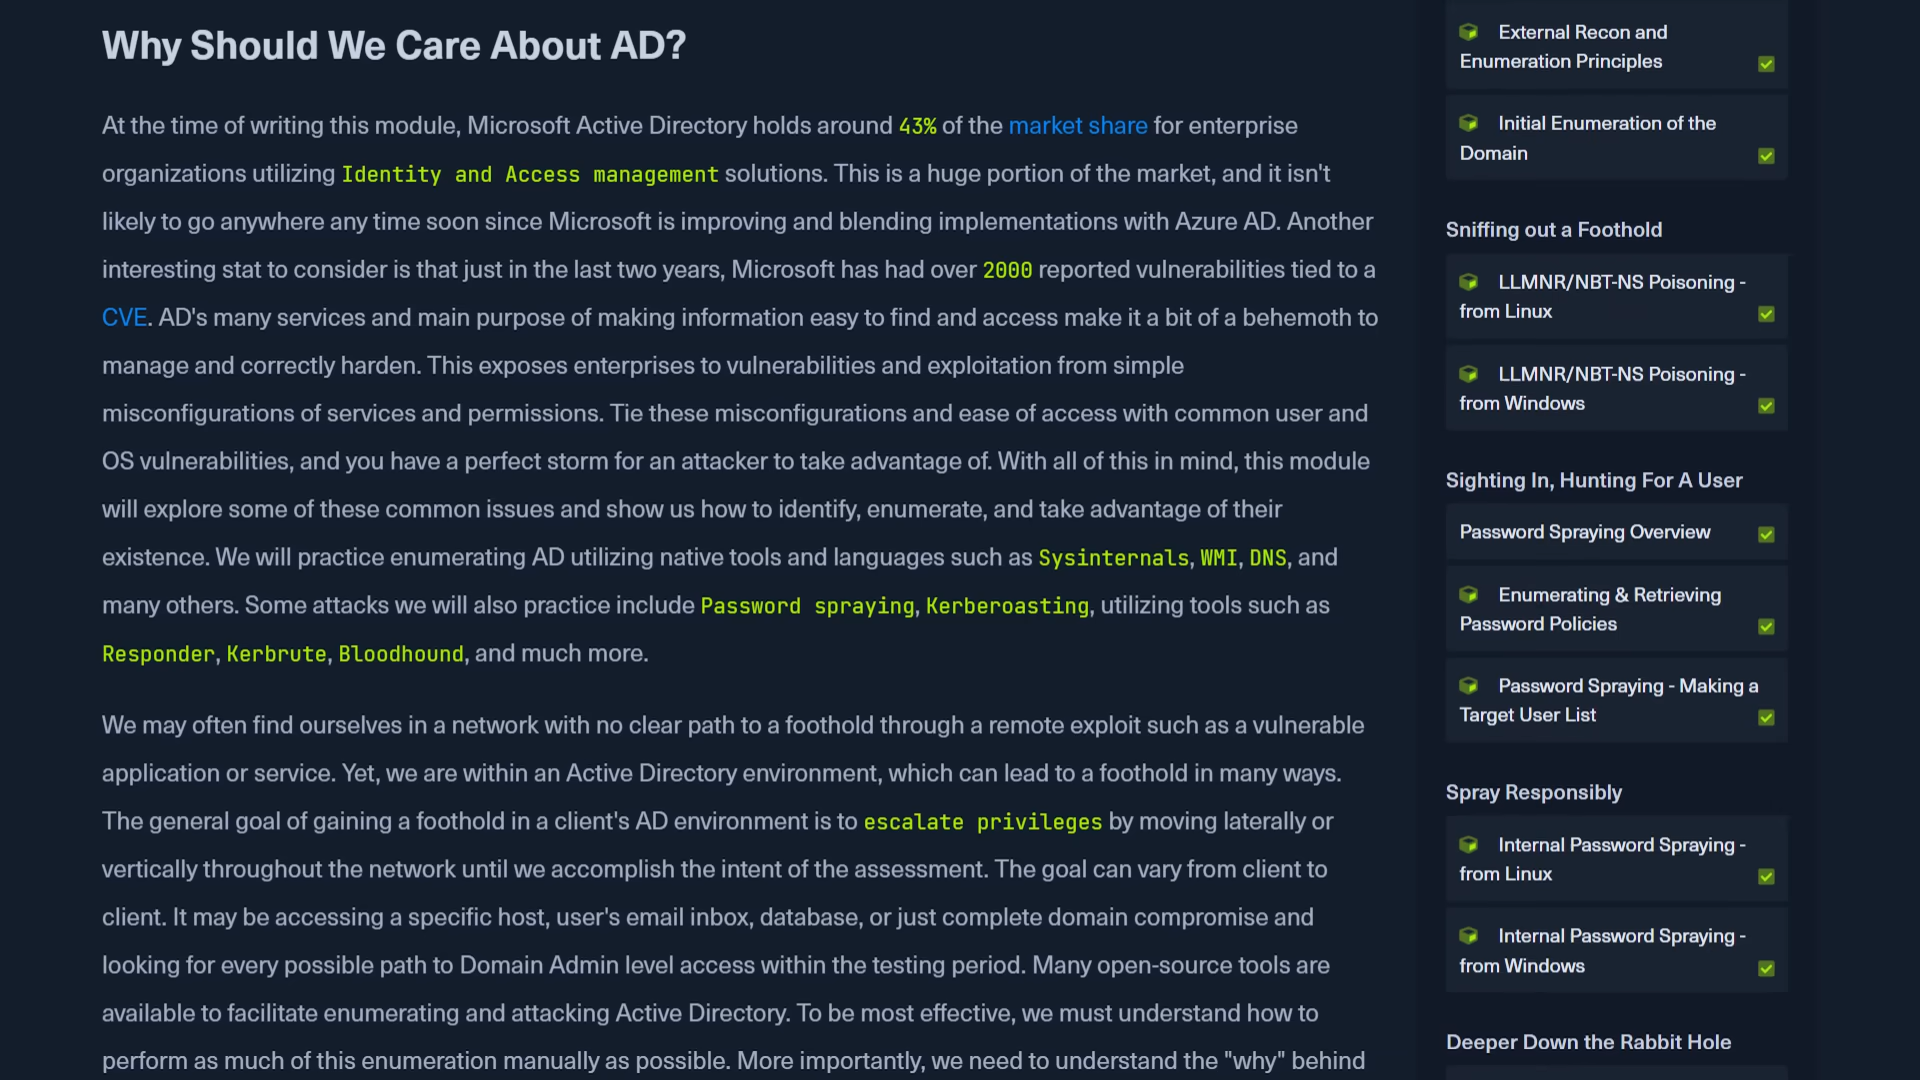 Why Should We Care About AD?
At the time of writing this module, Microsoft Active Directory holds around 43% of the market share for enterprise
organizations utilizing Identity and Access management solutions. This is a huge portion of the market, and it isn't
likely to go anywhere any time soon since Microsoft is improving and blending implementations with Azure AD. Another
interesting stat to consider is that just in the last two years, Microsoft has had over 2000 reported vulnerabilities tied to a
CVE. AD's many services and main purpose of making information easy to find and access make it a bit of a behemoth to
manage and correctly harden. This exposes enterprises to vulnerabilities and exploitation from simple
misconfigurations of services and permissions. Tie these misconfigurations and ease of access with common user and
OS vulnerabilities, and you have a perfect storm for an attacker to take advantage of. With all of this in mind, this module
will explore some of these common issues and show us how to identify, enumerate, and take advantage of their
existence. We will practice enumerating AD utilizing native tools and languages such as Sysinternals, WMI, DNS, and
many others. Some attacks we will also practice include Password spraying, Kerberoasting, utilizing tools such as
Responder, Kerbrute, Bloodhound, and much more.
We may often find ourselves in a network with no clear path to a foothold through a remote exploit such as a vulnerable
application or service. Yet, we are within an Active Directory environment, which can lead to a foothold in many ways.
The general goal of gaining a foothold in a client's AD environment is to escalate privileges by moving laterally or
vertically throughout the network until we accomplish the intent of the assessment. The goal can vary from client to
client. It may be accessing a specific host, user's email inbox, database, or just complete domain compromise and
looking for every possible path to Domain Admin level access within the testing period. Many open-source tools are
available to facilitate enumerating and attacking Active Directory. To be most effective, we must understand how to
perform as much of this enumeration manually as possible. More importantly, we need to understand the "why" behind
External Recon and
Enumeration Principles
Initial Enumeration of the
Domain
Sniffing out a Foothold
LLMNR/NBT-NS Poisoning -
from Linux
LLMNR/NBT-NS Poisoning -
from Windows
Sighting In, Hunting For A User
Password Spraying Overview
Enumerating & Retrieving
Password Policies
Password Spraying - Making a
Target User List
Spray Responsibly
Internal Password Spraying -
from Linux
Internal Password Spraying -
from Windows
Deeper Down the Rabbit Hole